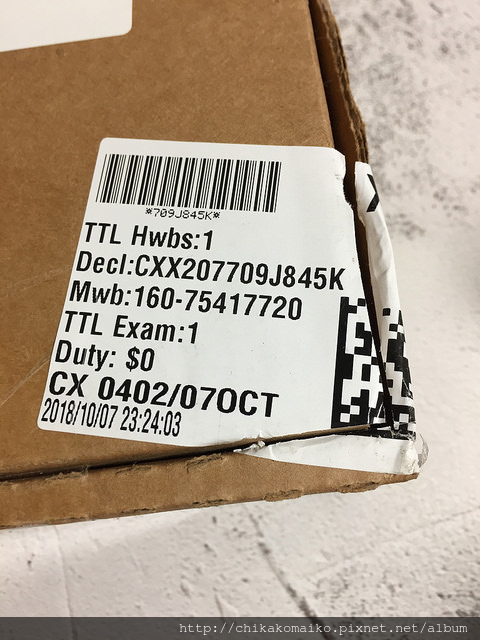 *709J845K*
TTL Hwbs:1
Decl:CXX207709J845K
Mwb:160-75417720
TTL Exam:1
Duty: $0
CX 0402/07OCT
2018/10/07 23:24:03
http://chikakomaiko.pixnet.net/album